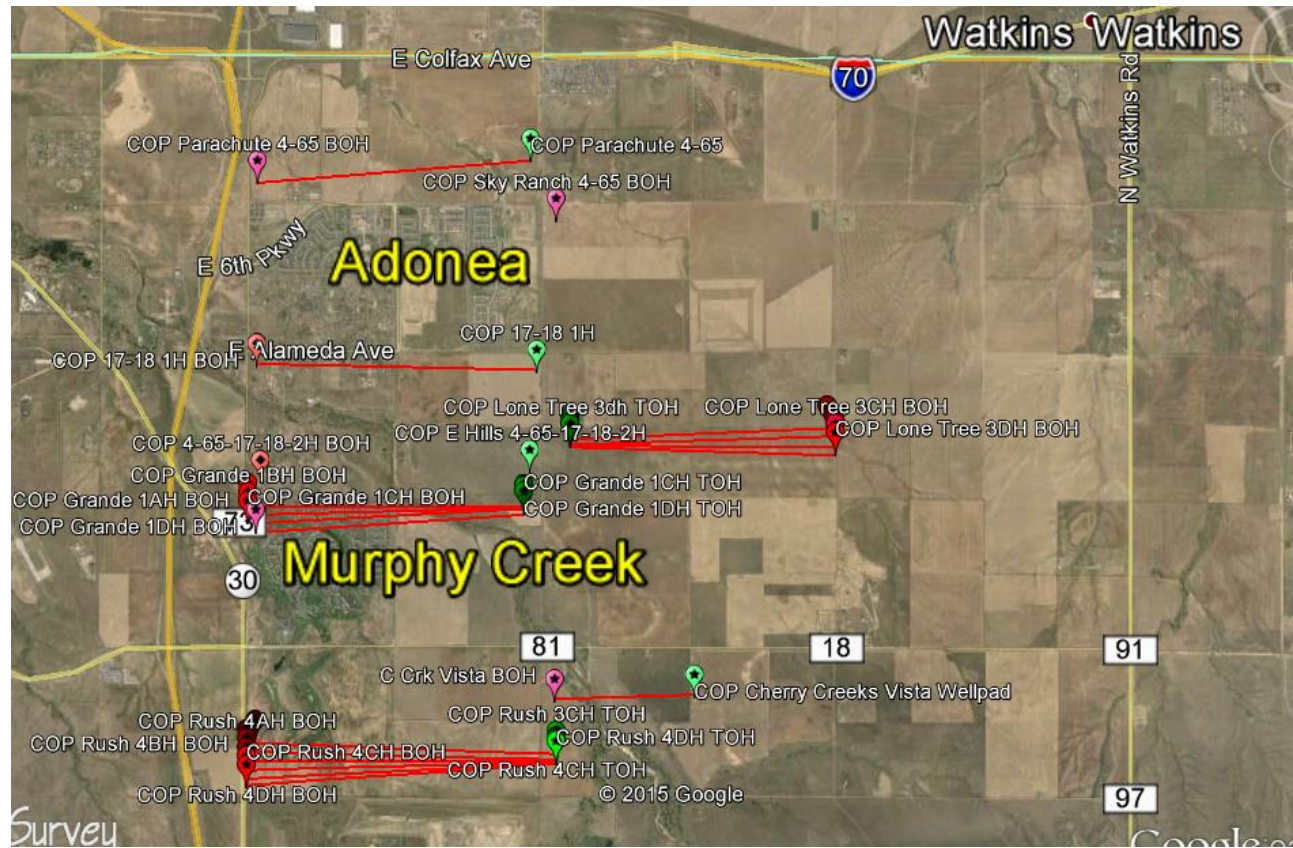 Watkins Watkins
E Colfax Ave
70
N Watkins Rd
COP Parachute 4-65 BOH
COP Parachute 4-65
COP Sky Ranch 4-65 BOH
E 6th Pkwy
Adonea
COP 17-18 1H
E Alameda Ave
COP 17-18 1H BOH
COP Lone Tree 3dh TOH
COP Lone Tree 3CH BOH
COP Lone Tree 3DH BOH
COP E Hills 4-65-17-18-2H
COP 4-65-17-18-2H BOH
COP Grande 1BH BOH
COP Grande 1CH TOH
COP Grande 1AH BOH
COP Grande 1CH BOH
COP Grande 1DH TOH
COP Grande 1DH BOH
73
Murphy Creek
30
81
18
91
C Crk Vista BOH
COP Cherry Creeks Vista Wellpad
COP Rush 3CH TOH
COP Rush 4AH BOH
COP Rush 4DH TOH
COP Rush 4BH BOH
COP Rush 4CH BOH
COP Rush 4CH TOH
COP Rush 4DH BOH
© 2015 Google
97
Survey
Google